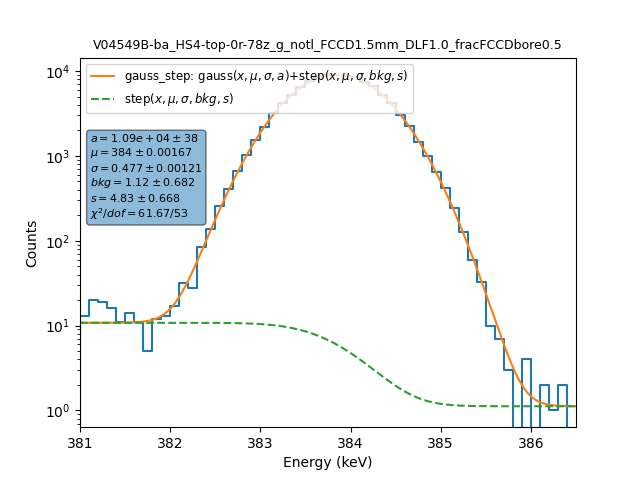 V04549B-ba_HS4-top-0r-78z_g_notl_FCCD1.5mm_DLF1.0_fracFCCDbore0.5
gauss_step: gauss(x, μ, σ, a)+step(x, μ, σ, bkg, s)
step(x, μ, σ, bkg, s)
a = 1.09e + 04 ± 38
μ = 384 ± 0.00167
σ = 0.477 ± 0.00121
bkg = 1.12 ± 0.682
s = 4.83 ± 0.668
χ²/dof = 61.67/53
10⁴
10³
10²
10¹
10⁰
Counts
381 382 383 384 385 386
Energy (keV)